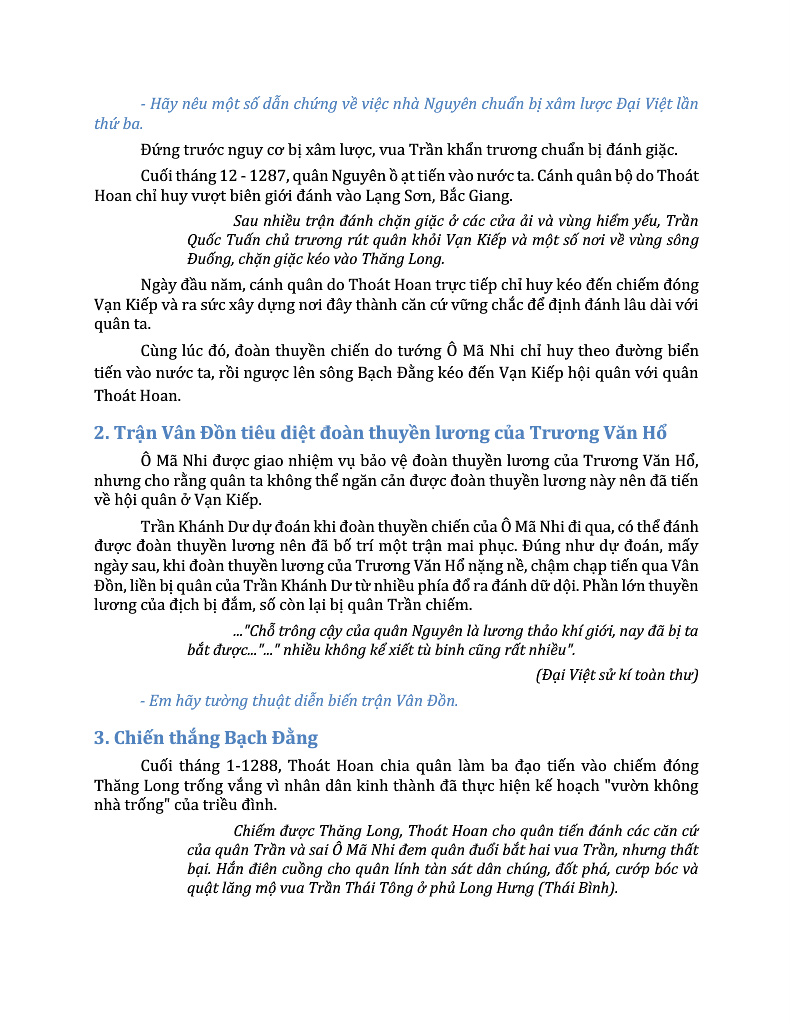 - Hãy nêu một số dẫn chứng về việc nhà Nguyên chuẩn bị xâm lược Đại Việt lần
thứ ba.
Đứng trước nguy cơ bị xâm lược, vua Trần khẩn trương chuẩn bị đánh giặc.
Cuối tháng 12 - 1287, quân Nguyên ồ ạt tiến vào nước ta. Cánh quân bộ do Thoát
Hoan chỉ huy vượt biên giới đánh vào Lạng Sơn, Bắc Giang.
Sau nhiều trận đánh chặn giặc ở các cửa ải và vùng hiểm yếu, Trần
Quốc Tuấn chủ trương rút quân khỏi Vạn Kiếp và một số nơi về vùng sông
Đuống, chặn giặc kéo vào Thăng Long.
Ngày đầu năm, cánh quân do Thoát Hoan trực tiếp chỉ huy kéo đến chiếm đóng
Vạn Kiếp và ra sức xây dựng nơi đây thành căn cứ vững chắc để định đánh lâu dài với
quân ta.
Cùng lúc đó, đoàn thuyền chiến do tướng Ô Mã Nhi chỉ huy theo đường biển
tiến vào nước ta, rồi ngược lên sông Bạch Đằng kéo đến Vạn Kiếp hội quân với quân
Thoát Hoan.
2. Trận Vân Đồn tiêu diệt đoàn thuyền lương của Trương Văn Hổ
Ô Mã Nhi được giao nhiệm vụ bảo vệ đoàn thuyền lương của Trương Văn Hổ,
nhưng cho rằng quân ta không thể ngăn cản được đoàn thuyền lương này nên đã tiến
về hội quân ở Vạn Kiếp.
Trần Khánh Dư dự đoán khi đoàn thuyền chiến của Ô Mã Nhi đi qua, có thể đánh
được đoàn thuyền lương nên đã bố trí một trận mai phục. Đúng như dự đoán, mấy
ngày sau, khi đoàn thuyền lương của Trương Văn Hổ nặng nề, chậm chạp tiến qua Vân
Đồn, liền bị quân của Trần Khánh Dư từ nhiều phía đổ ra đánh dữ dội. Phần lớn thuyền
lương của địch bị đắm, số còn lại bị quân Trần chiếm.
..."Chỗ trông cậy của quân Nguyên là lương thảo khí giới, nay đã bị ta
bắt được..."..." nhiều không kể xiết tù binh cũng rất nhiều".
(Đại Việt sử kí toàn thư)
- Em hãy tường thuật diễn biến trận Vân Đồn.
3. Chiến thắng Bạch Đằng
Cuối tháng 1-1288, Thoát Hoan chia quân làm ba đạo tiến vào chiếm đóng
Thăng Long trống vắng vì nhân dân kinh thành đã thực hiện kế hoạch "vườn không
nhà trống" của triều đình.
Chiếm được Thăng Long, Thoát Hoan cho quân tiến đánh các căn cứ
của quân Trần và sai Ô Mã Nhi đem quân đuổi bắt hai vua Trần, nhưng thất
bại. Hắn điên cuồng cho quân lính tàn sát dân chúng, đốt phá, cướp bóc và
quật lăng mộ vua Trần Thái Tông ở phủ Long Hưng (Thái Bình).